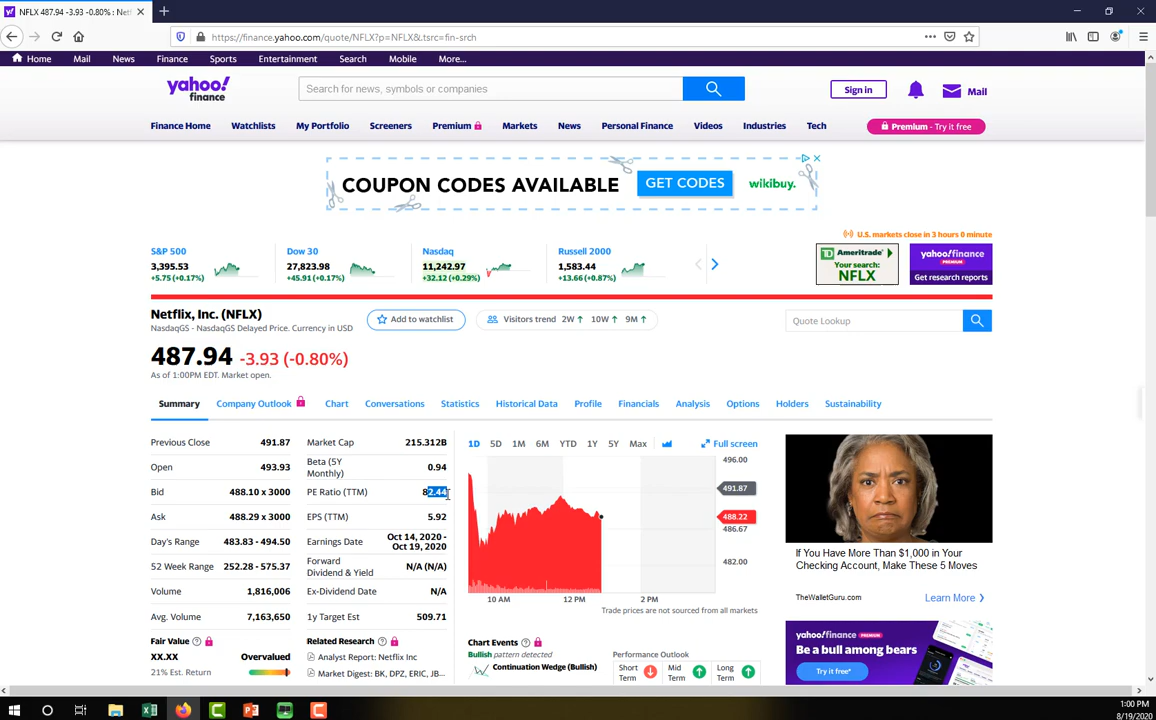 NFLX 487.94 -3.93 -0.80% : Net
https://finance.yahoo.com/quote/NFLX?p=NFLX&.tsrc=fin-srch
Home Mail News Finance Sports Entertainment Search Mobile More...
yahoo! finance
Search for news, symbols or companies
Sign in
Mail
Finance Home Watchlists My Portfolio Screeners Premium Markets News Personal Finance Videos Industries Tech
Premium - Try it free
COUPON CODES AVAILABLE GET CODES wikibuy.
U.S. markets close in 3 hours 0 minute
S&P 500
3,395.53
+5.75 (+0.17%)
Dow 30
27,823.98
+45.91 (+0.17%)
Nasdaq
11,242.97
+32.12 (+0.29%)
Russell 2000
1,583.44
+13.66 (+0.87%)
TD Ameritrade
Your search:
NFLX
yahoo! finance
PREMIUM
Get research reports
Netflix, Inc. (NFLX)
NasdaqGS - NasdaqGS Delayed Price. Currency in USD
Add to watchlist
Visitors trend 2W ↑ 10W ↑ 9M ↑
Quote Lookup
487.94 -3.93 (-0.80%)
As of 1:00PM EDT. Market open.
Summary Company Outlook Chart Conversations Statistics Historical Data Profile Financials Analysis Options Holders Sustainability
Previous Close 491.87
Open 493.93
Bid 488.10 x 3000
Ask 488.29 x 3000
Day's Range 483.83 - 494.50
52 Week Range 252.28 - 575.37
Volume 1,816,006
Avg. Volume 7,163,650
Market Cap 215.312B
Beta (5Y
Monthly) 0.94
PE Ratio (TTM) 82.44
EPS (TTM) 5.92
Earnings Date Oct 14, 2020 -
Oct 19, 2020
Forward
Dividend & Yield N/A (N/A)
Ex-Dividend Date N/A
1y Target Est 509.71
Fair Value
XX.XX Overvalued
21% Est. Return
Related Research
Analyst Report: Netflix Inc
Market Digest: BK, DPZ, ERIC, JB...
1D 5D 1M 6M YTD 1Y 5Y Max Full screen
496.00
491.87
488.22
486.67
482.00
10 AM 12 PM 2 PM
Trade prices are not sourced from all markets
Chart Events
Bullish pattern detected
Continuation Wedge (Bullish)
Performance Outlook
Short
Term
Mid
Term
Long
Term
If You Have More Than $1,000 in Your
Checking Account, Make These 5 Moves
TheWalletGuru.com
Learn More
yahoo! finance PREMIUM
Be a bull among bears
Try it free*
1:00 PM
8/19/2020